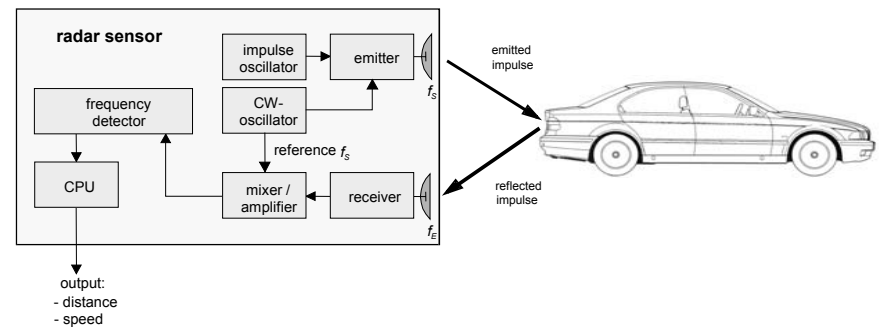 radar sensor
impulse
oscillator
emitter
emitted
impulse
f_S
frequency
detector
CW-
oscillator
reference f_S
CPU
mixer /
amplifier
receiver
reflected
impulse
f_E
output:
- distance
- speed